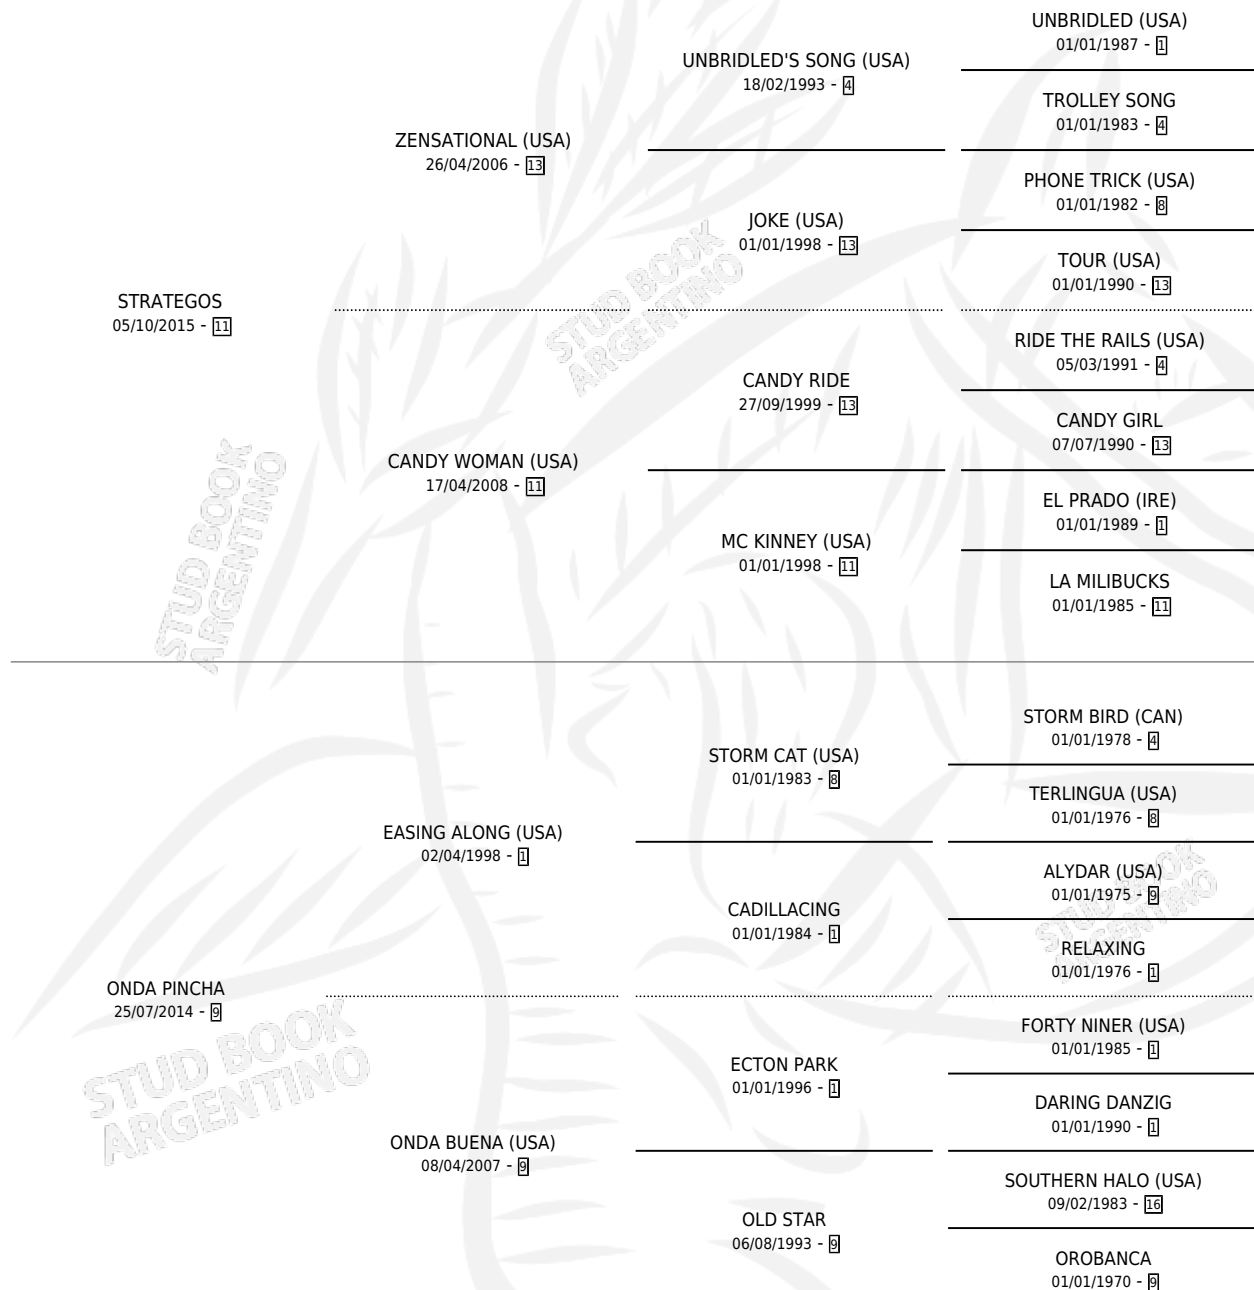 UNBRIDLED (USA)
01/01/1987 - 1
UNBRIDLED'S SONG (USA)
18/02/1993 - 4
TROLLEY SONG
01/01/1983 - 4
ZENSATIONAL (USA)
26/04/2006 - 13
PHONE TRICK (USA)
01/01/1982 - 8
JOKE (USA)
01/01/1998 - 13
TOUR (USA)
01/01/1990 - 13
STRATEGOS
05/10/2015 - 11
RIDE THE RAILS (USA)
05/03/1991 - 4
CANDY RIDE
27/09/1999 - 13
CANDY GIRL
07/07/1990 - 13
CANDY WOMAN (USA)
17/04/2008 - 11
EL PRADO (IRE)
01/01/1989 - 1
MC KINNEY (USA)
01/01/1998 - 11
LA MILIBUCKS
01/01/1985 - 11
STORM BIRD (CAN)
01/01/1978 - 4
STORM CAT (USA)
01/01/1983 - 8
TERLINGUA (USA)
01/01/1976 - 8
EASING ALONG (USA)
02/04/1998 - 1
ALYDAR (USA)
01/01/1975 - 9
CADILLACING
01/01/1984 - 1
RELAXING
01/01/1976 - 1
ONDA PINCHA
25/07/2014 - 9
FORTY NINER (USA)
01/01/1985 - 1
ECTON PARK
01/01/1996 - 1
DARING DANZIG
01/01/1990 - 1
ONDA BUENA (USA)
08/04/2007 - 9
SOUTHERN HALO (USA)
09/02/1983 - 16
OLD STAR
06/08/1993 - 9
OROBANCA
01/01/1970 - 9
STUD BOOK
ARGENTINO
STUD BOOK
ARGENTINO
STUD BOOK
ARGENTINO
STUD BOOK
ARGENTINO